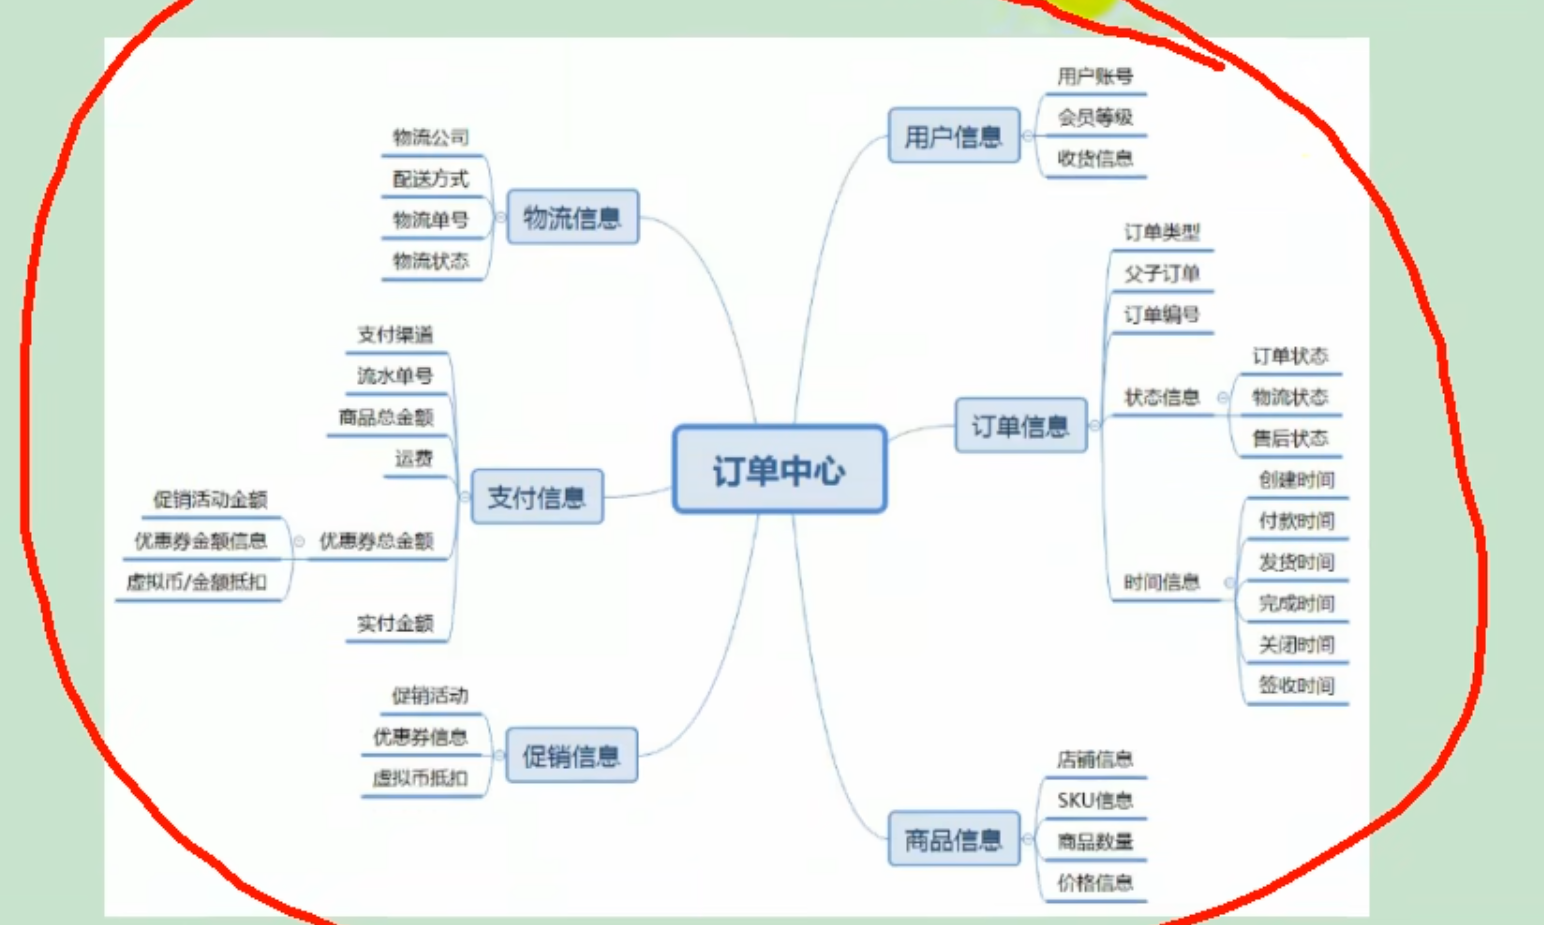 订单中心
用户信息
用户账号
会员等级
收货信息
订单信息
订单类型
父子订单
订单编号
状态信息
订单状态
物流状态
售后状态
时间信息
创建时间
付款时间
发货时间
完成时间
关闭时间
签收时间
商品信息
店铺信息
SKU信息
商品数量
价格信息
物流信息
物流公司
配送方式
物流单号
物流状态
支付信息
支付渠道
流水单号
商品总金额
运费
优惠券总金额
促销活动金额
优惠券金额信息
虚拟币/金额抵扣
实付金额
促销信息
促销活动
优惠券信息
虚拟币抵扣